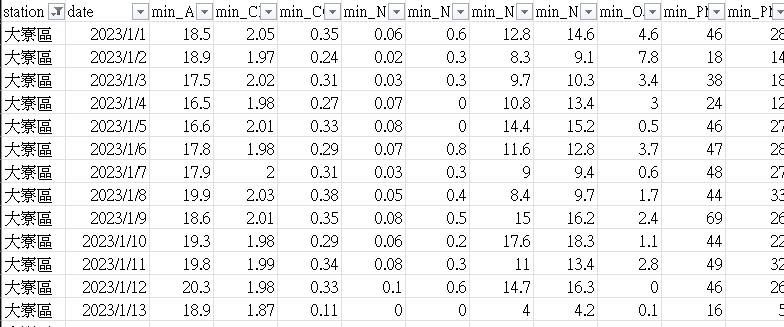 station date min_A min_C min_C min_N min_N min_N min_N min_O min_PM min_PM
大寮區 2023/1/1 18.5 2.05 0.35 0.06 0.6 12.8 14.6 4.6 46 28
大寮區 2023/1/2 18.9 1.97 0.24 0.02 0.3 8.3 9.1 7.8 18 14
大寮區 2023/1/3 17.5 2.02 0.31 0.03 0.3 9.7 10.3 3.4 38 18
大寮區 2023/1/4 16.5 1.98 0.27 0.07 0 10.8 13.4 3 24 12
大寮區 2023/1/5 16.6 2.01 0.33 0.08 0 14.4 15.2 0.5 46 27
大寮區 2023/1/6 17.8 1.98 0.29 0.07 0.8 11.6 12.8 3.7 47 28
大寮區 2023/1/7 17.9 2 0.31 0.03 0.3 9 9.4 0.6 48 27
大寮區 2023/1/8 19.9 2.03 0.38 0.05 0.4 8.4 9.7 1.7 44 33
大寮區 2023/1/9 18.6 2.01 0.35 0.08 0.5 15 16.2 2.4 69 26
大寮區 2023/1/10 19.3 1.98 0.29 0.06 0.2 17.6 18.3 1.1 44 22
大寮區 2023/1/11 19.8 1.99 0.34 0.08 0.3 11 13.4 2.8 49 32
大寮區 2023/1/12 20.3 1.98 0.33 0.1 0.6 14.7 16.3 0 46 26
大寮區 2023/1/13 18.9 1.87 0.11 0 0 4 4.2 0.1 16 5